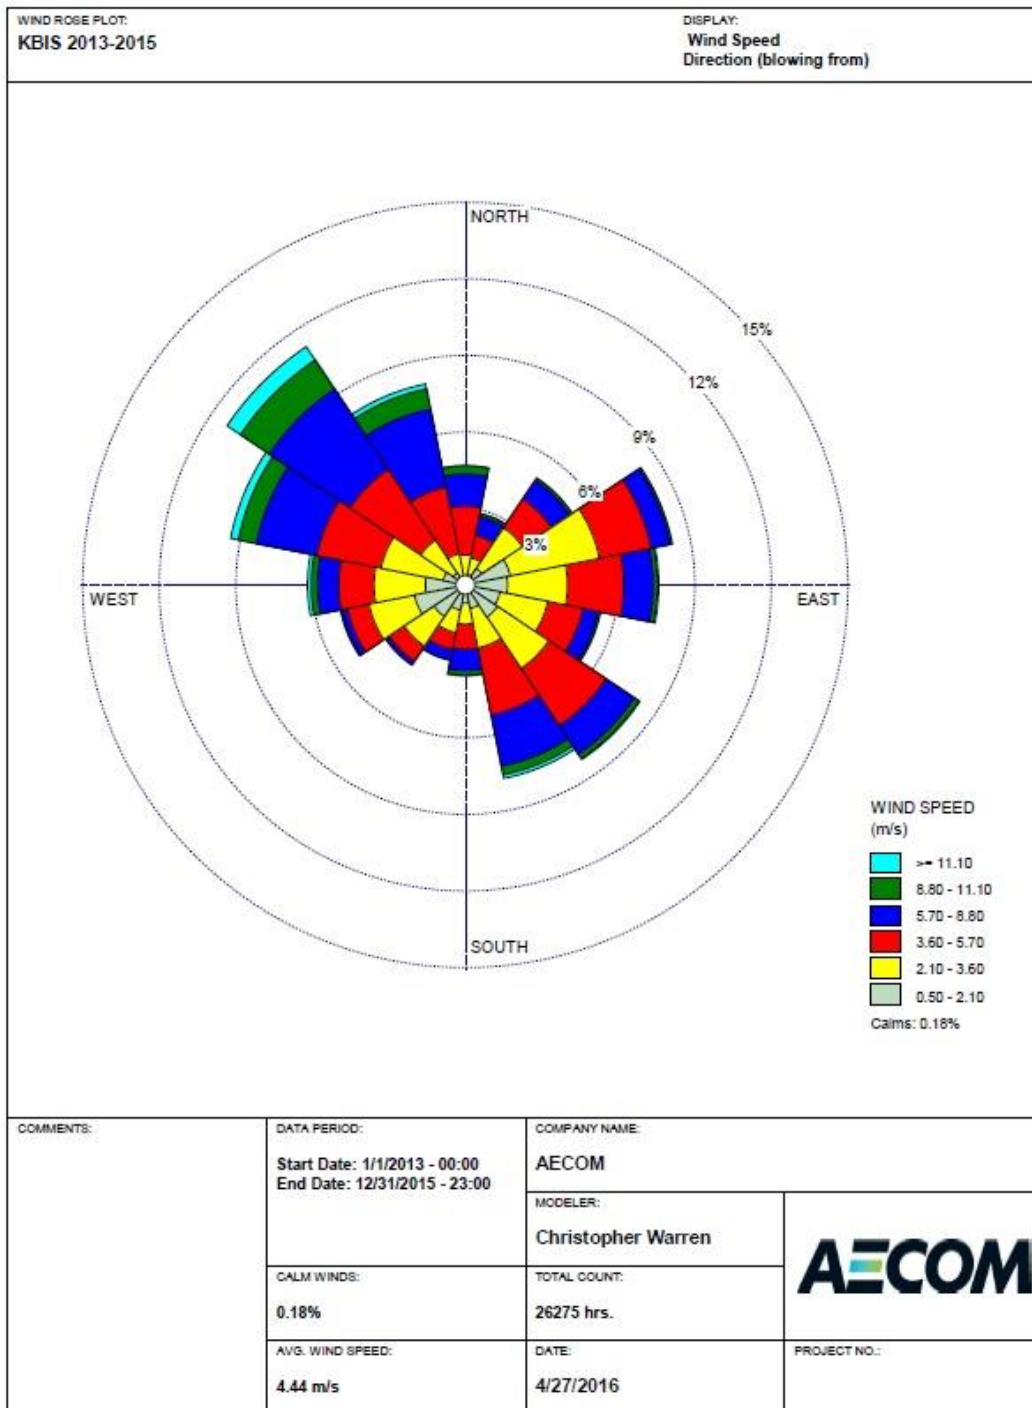 WIND ROSE PLOT:
KBIS 2013-2015
DISPLAY:
Wind Speed
Direction (blowing from)
NORTH
15%
12%
9%
6%
3%
WEST
EAST
SOUTH
WIND SPEED
(m/s)
>= 11.10
8.80 - 11.10
5.70 - 8.80
3.60 - 5.70
2.10 - 3.60
0.50 - 2.10
Calms: 0.18%
COMMENTS:
DATA PERIOD:
Start Date: 1/1/2013 - 00:00
End Date: 12/31/2015 - 23:00
COMPANY NAME:
AECOM
MODELER:
Christopher Warren
AECOM
CALM WINDS:
0.18%
TOTAL COUNT:
26275 hrs.
AVG. WIND SPEED:
4.44 m/s
DATE:
4/27/2016
PROJECT NO.: